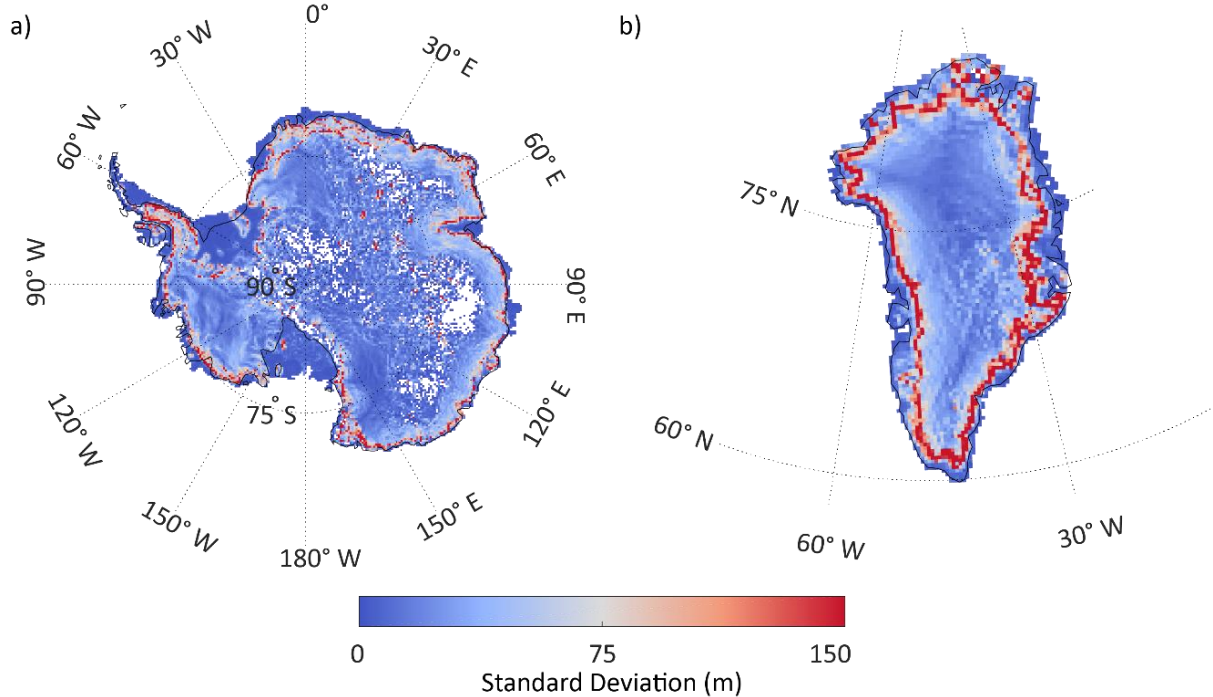 a)
0°
30° W
30° E
60° W
60° E
90° W
90° S
90° E
75° S
120° W
120° E
150° W
150° E
180° W
b)
75° N
60° N
60° W
30° W
0
75
150
Standard Deviation (m)